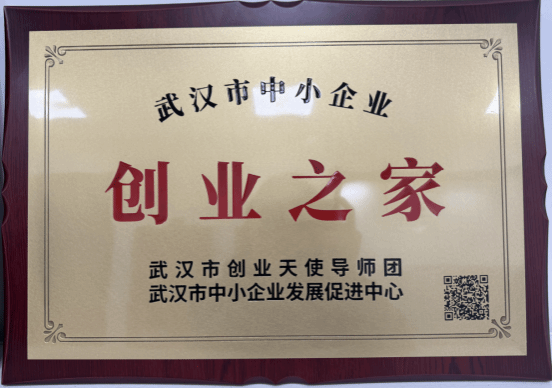 武汉市中小企业
创业之家
武汉市创业天使导师团
武汉市中小企业发展促进中心